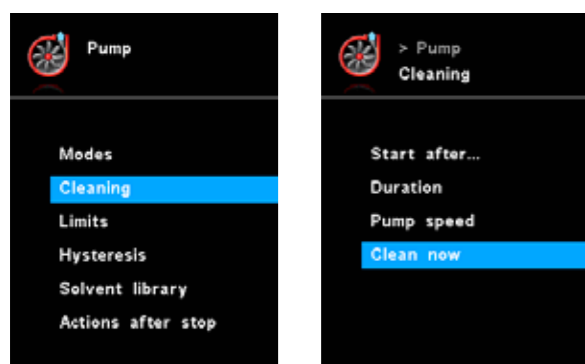 Pump
Modes
Cleaning
Limits
Hysteresis
Solvent library
Actions after stop
> Pump
Cleaning
Start after...
Duration
Pump speed
Clean now